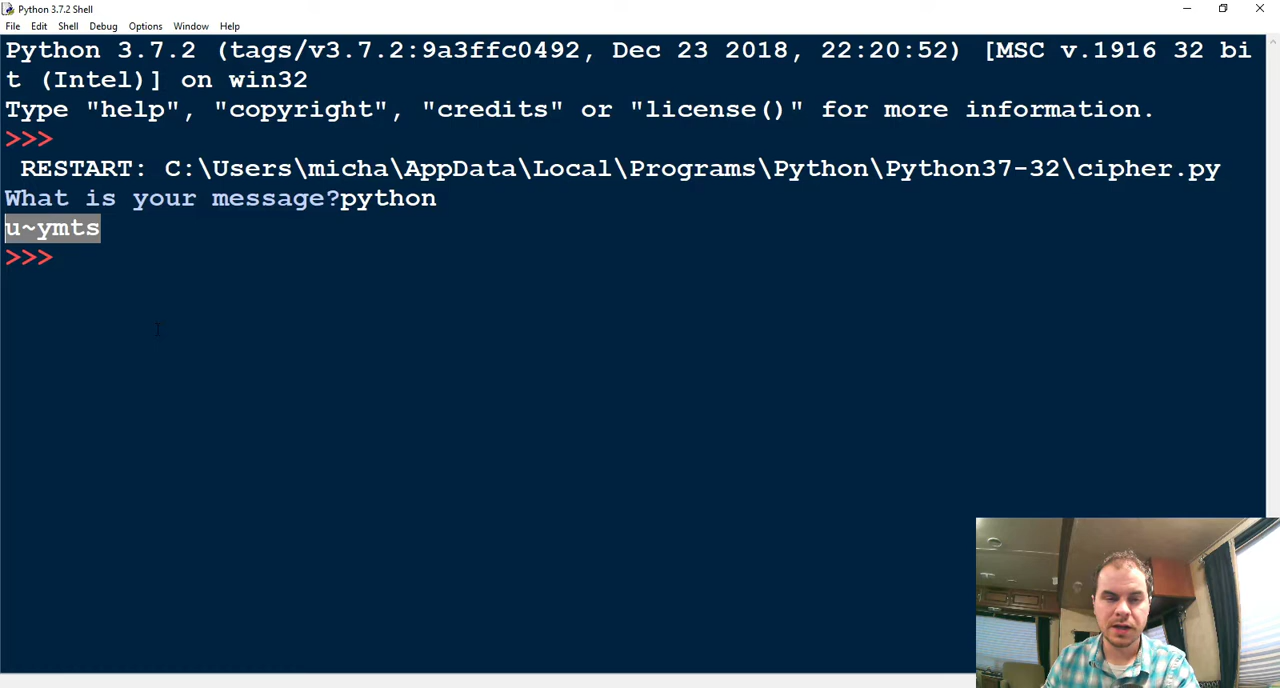 Python 3.7.2 Shell
File Edit Shell Debug Options Window Help
Python 3.7.2 (tags/v3.7.2:9a3ffc0492, Dec 23 2018, 22:20:52) [MSC v.1916 32 bi
t (Intel)] on win32
Type "help", "copyright", "credits" or "license()" for more information.
>>>
RESTART: C:\Users\micha\AppData\Local\Programs\Python\Python37-32\cipher.py
What is your message?python
u~ymts
>>>